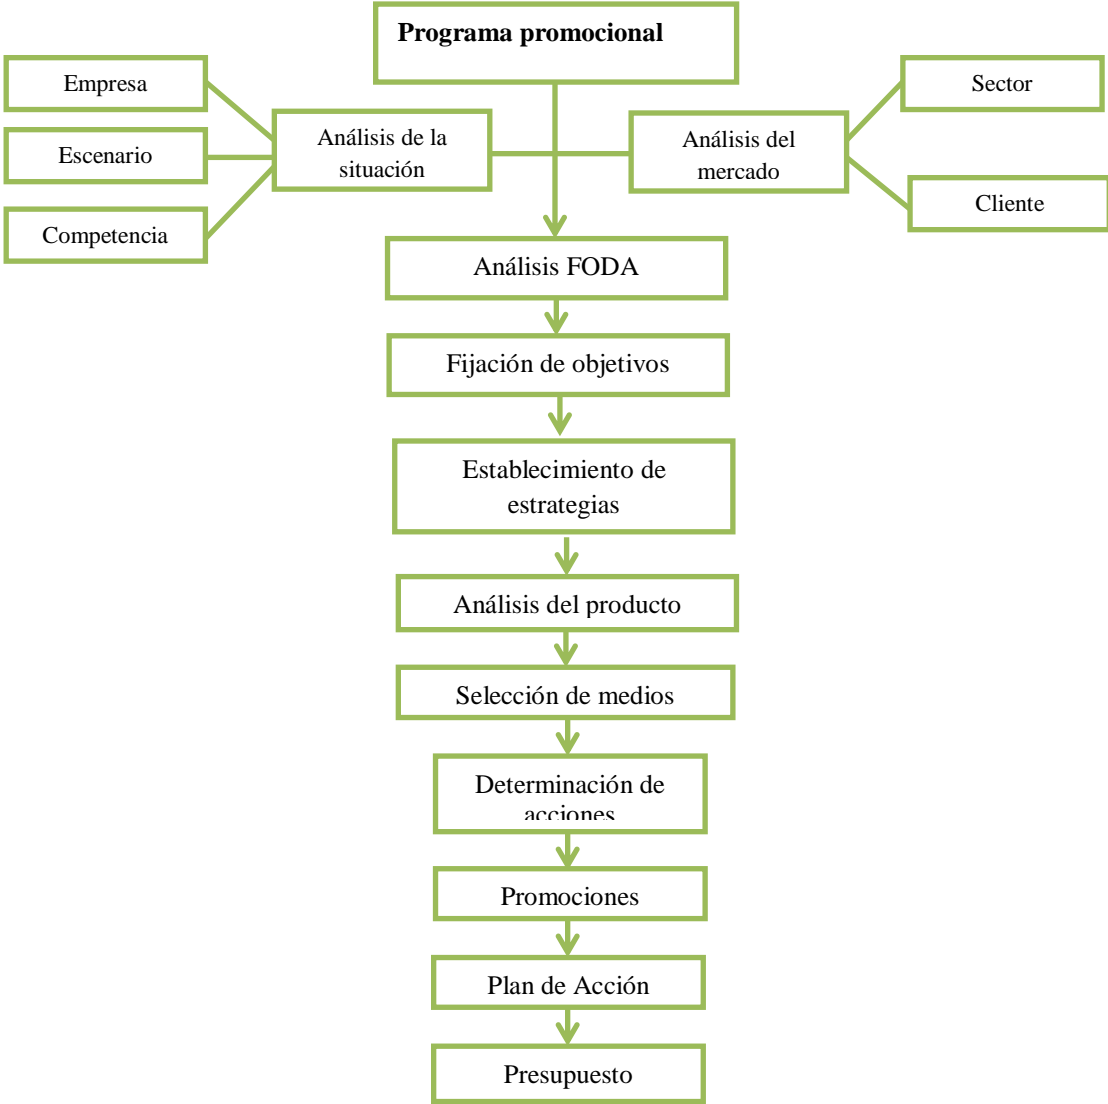 Programa promocional
Empresa
Sector
Escenario
Análisis de la
situación
Análisis del
mercado
Competencia
Cliente
Análisis FODA
Fijación de objetivos
Establecimiento de
estrategias
Análisis del producto
Selección de medios
Determinación de
acciones
Promociones
Plan de Acción
Presupuesto